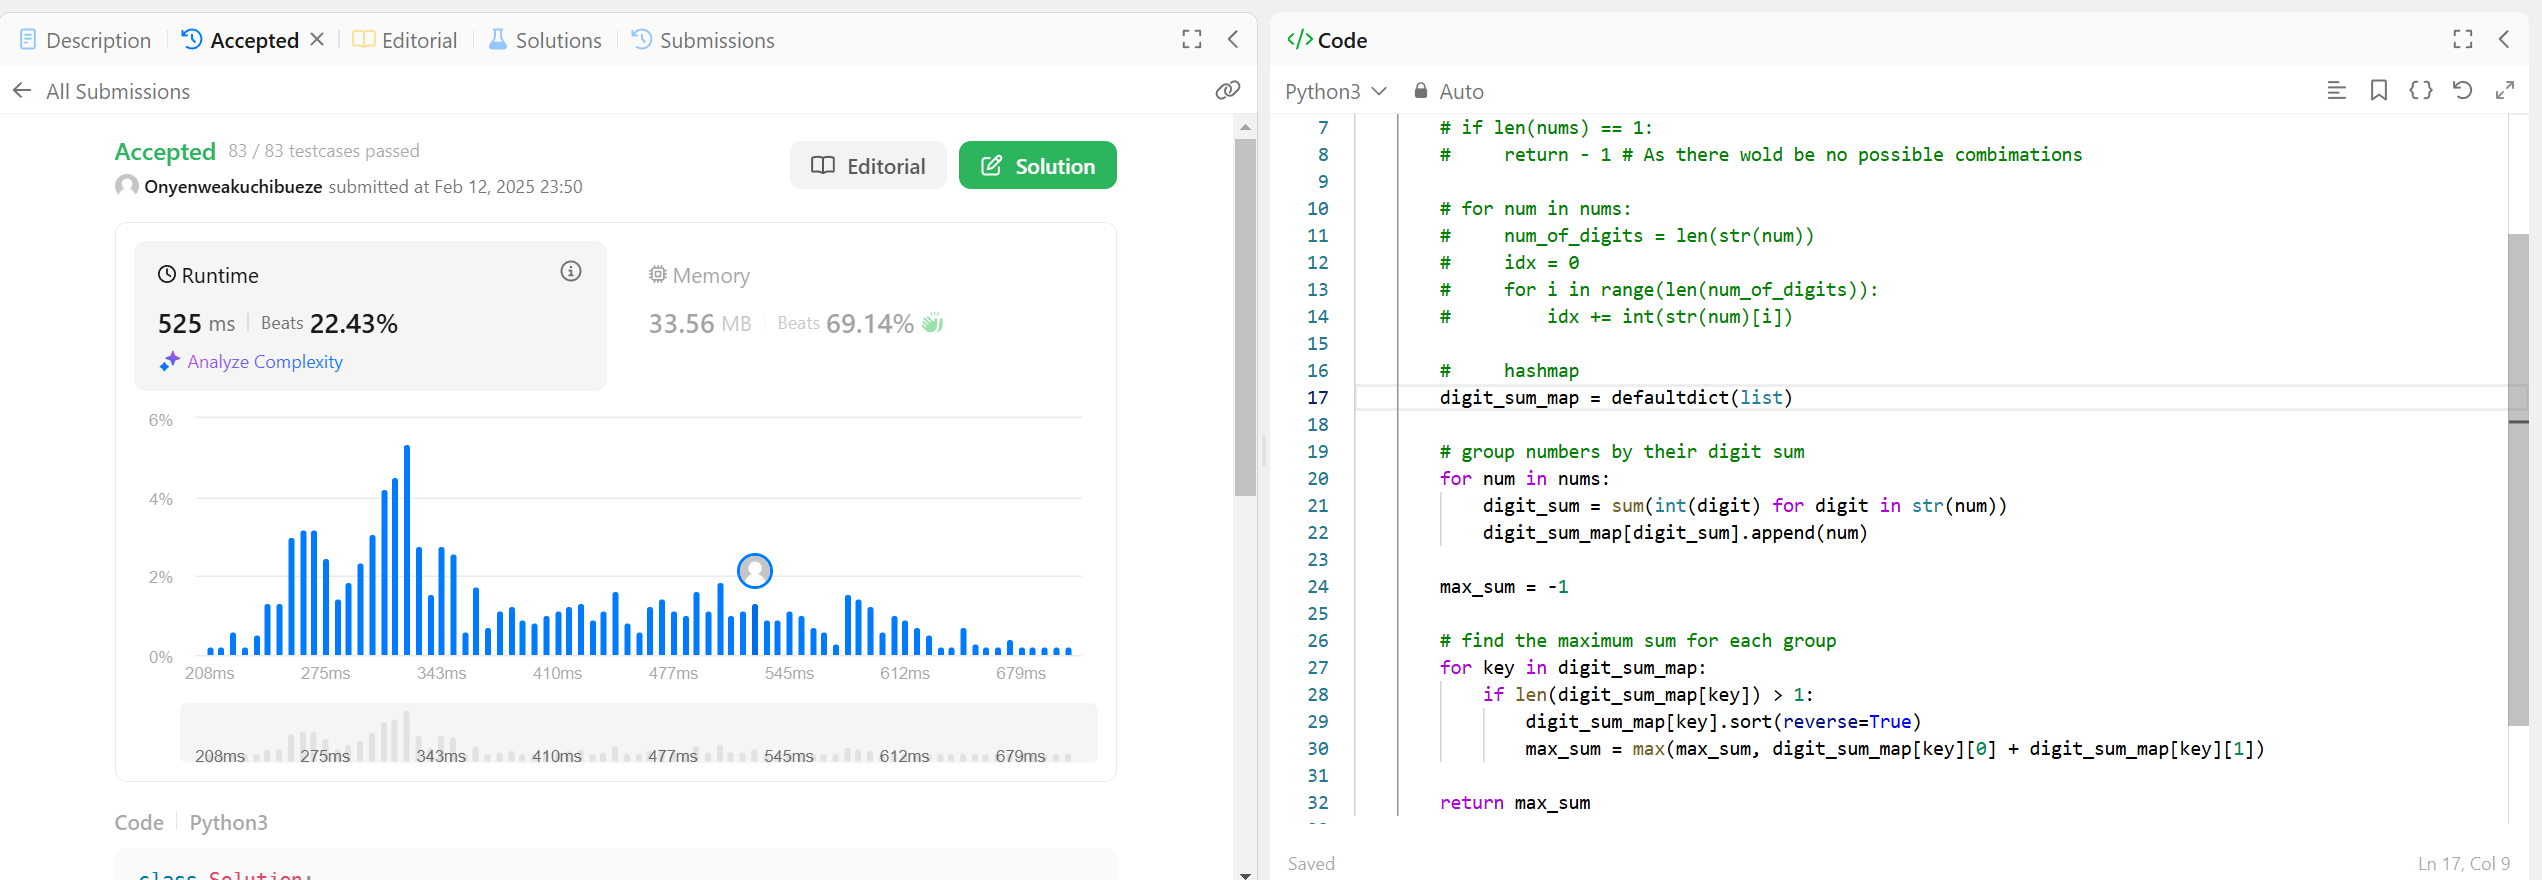 Description Accepted Editorial Solutions Submissions
All Submissions
Accepted 83 / 83 testcases passed
Onyenweakuchibueze submitted at Feb 12, 2025 23:50
Editorial Solution
Runtime
525 ms Beats 22.43%
Analyze Complexity
Memory
33.56 MB Beats 69.14%
6%
4%
2%
0%
208ms 275ms 343ms 410ms 477ms 545ms 612ms 679ms
208ms 275ms 343ms 410ms 477ms 545ms 612ms 679ms
Code Python3
class Solution:
</> Code
Python3 Auto
7 # if len(nums) == 1:
8 #     return - 1 # As there wold be no possible combimations
9
10 # for num in nums:
11 #     num_of_digits = len(str(num))
12 #     idx = 0
13 #     for i in range(len(num_of_digits)):
14 #         idx += int(str(num)[i])
15
16 #     hashmap
17 digit_sum_map = defaultdict(list)
18
19 # group numbers by their digit sum
20 for num in nums:
21     digit_sum = sum(int(digit) for digit in str(num))
22     digit_sum_map[digit_sum].append(num)
23
24 max_sum = -1
25
26 # find the maximum sum for each group
27 for key in digit_sum_map:
28     if len(digit_sum_map[key]) > 1:
29         digit_sum_map[key].sort(reverse=True)
30         max_sum = max(max_sum, digit_sum_map[key][0] + digit_sum_map[key][1])
31
32 return max_sum
Saved
Ln 17, Col 9